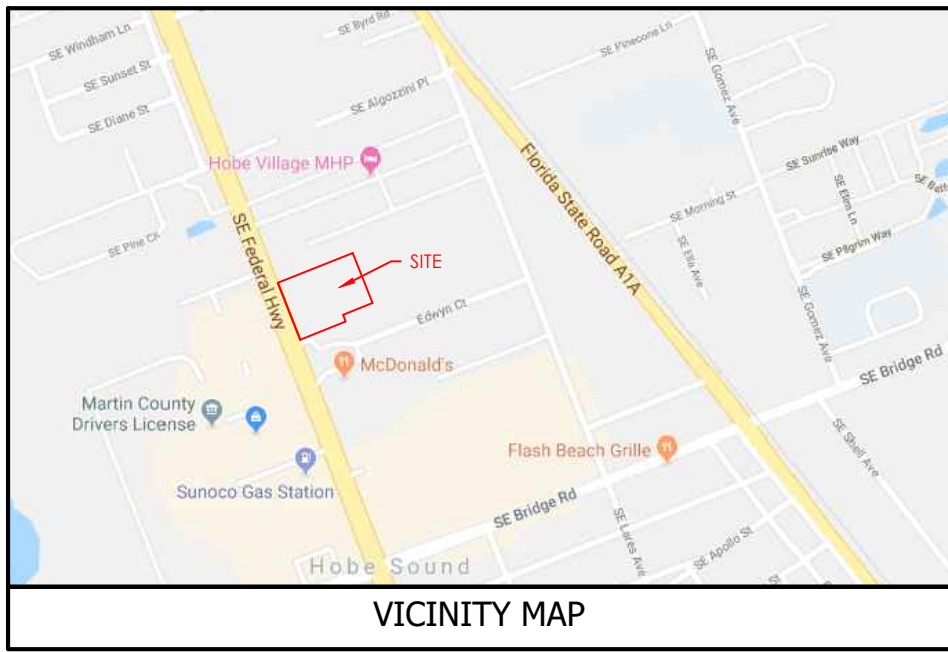 SE Byrd Rd
SE Windham Ln
SE Pinecone Ln
SE Sunset St
SE Gomez Ave
SE Algozzini Pl
SE Diane St
SE Sunrise Way
Hobe Village MHP
Florida State Road A1A
SE Elim Ln
SE Morning St
SE Pine Cir
SE Federal Hwy
SE Ella Ave
SE Pilgrim Way
SITE
Edwyn Ct
SE Gomez Ave
McDonald's
SE Bridge Rd
Martin County
Drivers License
Flash Beach Grille
SE Shell Ave
Sunoco Gas Station
SE Bridge Rd
SE Lares Ave
SE Apollo St
Hobe Sound
VICINITY MAP